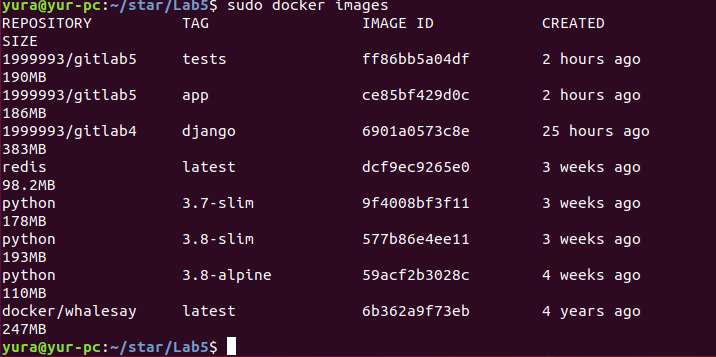 yura@yur-pc:~/star/Lab5$ sudo docker images
REPOSITORY TAG IMAGE ID CREATED
SIZE
1999993/gitlab5 tests ff86bb5a04df 2 hours ago
190MB
1999993/gitlab5 app ce85bf429d0c 2 hours ago
186MB
1999993/gitlab4 django 6901a0573c8e 25 hours ago
383MB
redis latest dcf9ec9265e0 3 weeks ago
98.2MB
python 3.7-slim 9f4008bf3f11 3 weeks ago
178MB
python 3.8-slim 577b86e4ee11 3 weeks ago
193MB
python 3.8-alpine 59acf2b3028c 4 weeks ago
110MB
docker/whalesay latest 6b362a9f73eb 4 years ago
247MB
yura@yur-pc:~/star/Lab5$